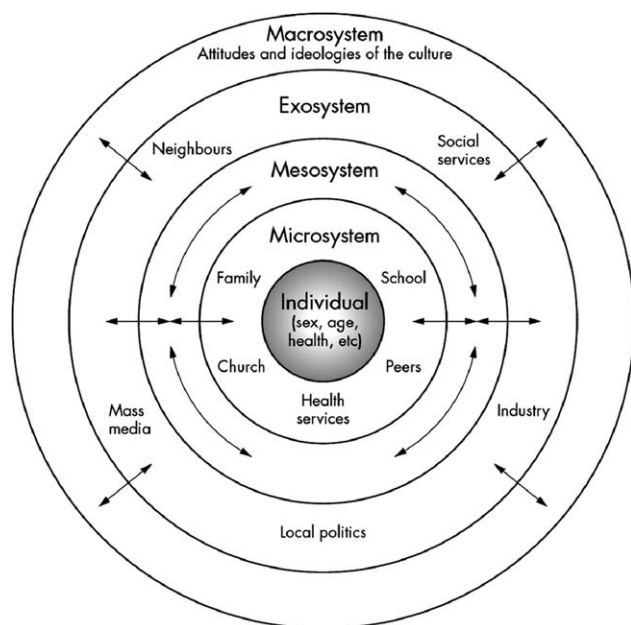 Macrosystem
Attitudes and ideologies of the culture
Exosystem
Neighbours
Social
services
Mesosystem
Microsystem
Family
School
Individual
(sex, age,
health, etc)
Church
Peers
Health
services
Mass
media
Industry
Local politics